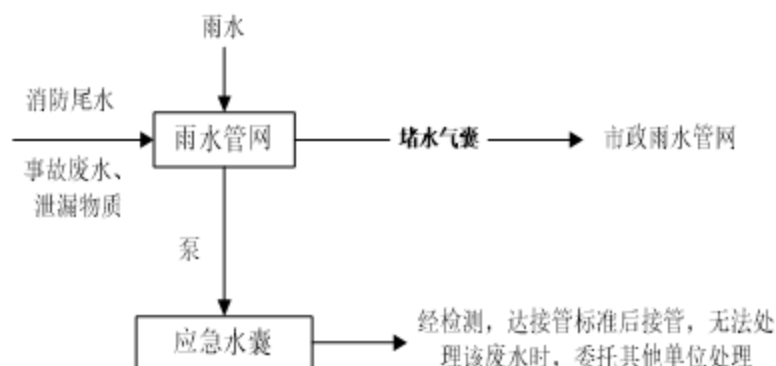 雨水
消防尾水
雨水管网
堵水气囊
市政雨水管网
事故废水、
泄漏物质
泵
应急水囊
经检测，达接管标准后接管，无法处
理该废水时，委托其他单位处理